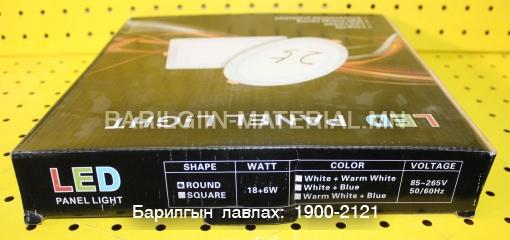 25
BARILGIIN-MATERIAL.MN
LED PANEL LIGHT
LED
PANEL LIGHT
SHAPE WATT COLOR VOLTAGE
ROUND
SQUARE
18+6W
White + Warm White
White + Blue
Warm White + Blue
85~265V
50/60Hz
Барилгын лавлах: 1900-2121